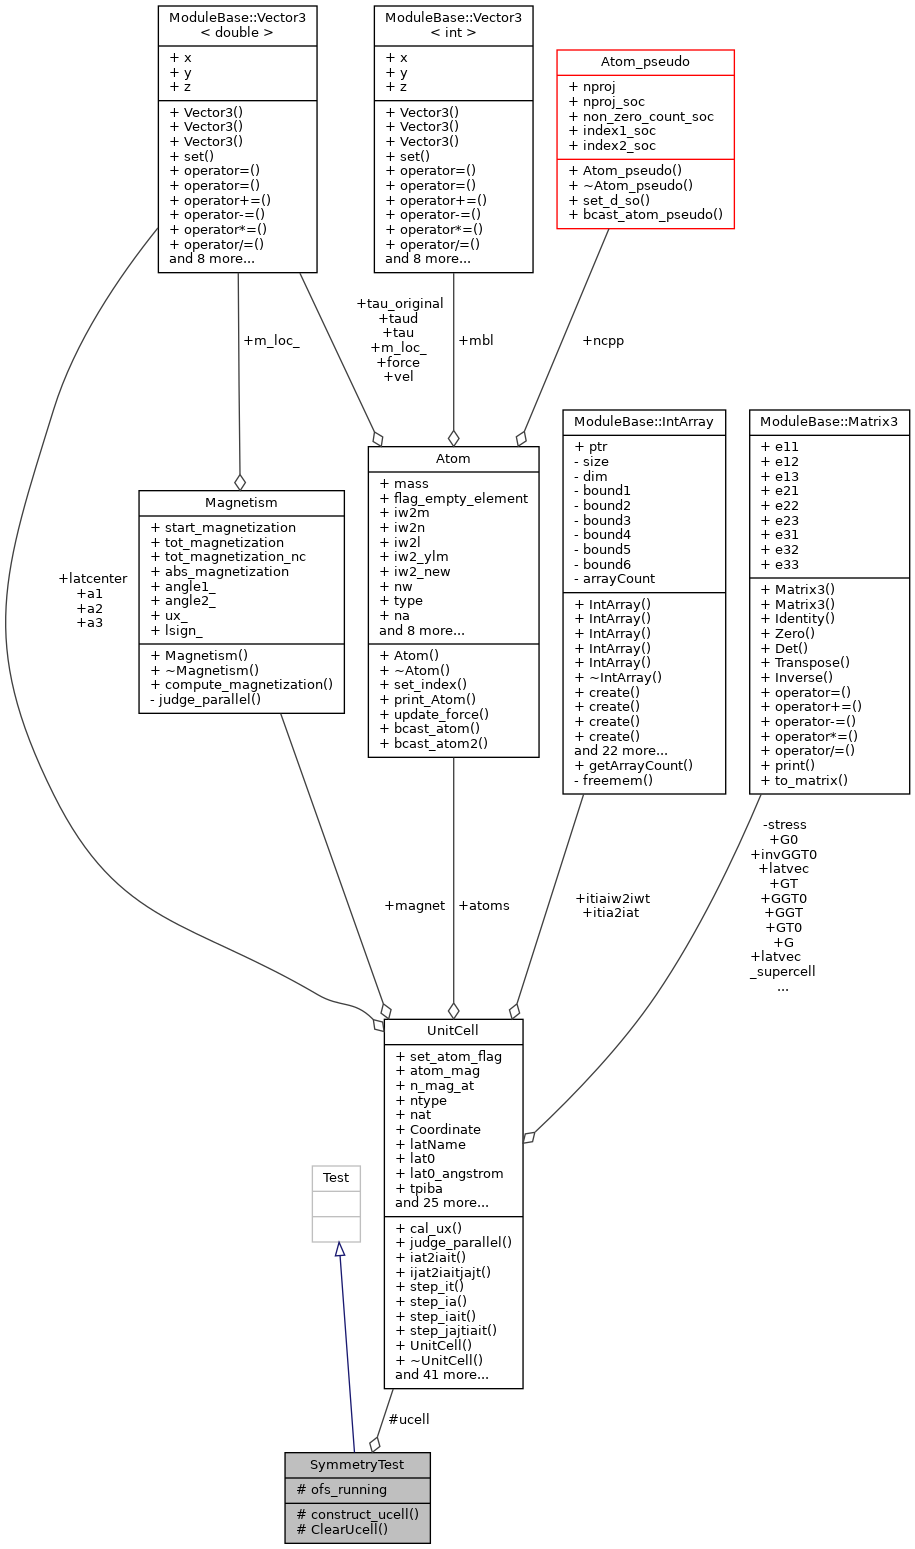 ModuleBase::Vector3
< double >
+ x
+ y
+ z
+ Vector3()
+ Vector3()
+ Vector3()
+ set()
+ operator=()
+ operator=()
+ operator+=()
+ operator-=()
+ operator*=()
+ operator/=()
and 8 more...
ModuleBase::Vector3
< int >
+ x
+ y
+ z
+ Vector3()
+ Vector3()
+ Vector3()
+ set()
+ operator=()
+ operator=()
+ operator+=()
+ operator-=()
+ operator*=()
+ operator/=()
and 8 more...
Atom_pseudo
+ nproj
+ nproj_soc
+ non_zero_count_soc
+ index1_soc
+ index2_soc
+ Atom_pseudo()
+ ~Atom_pseudo()
+ set_d_so()
+ bcast_atom_pseudo()
+m_loc_
+tau_original
+taud
+tau
+m_loc_
+force
+vel
+mbl
+ncpp
Magnetism
+ start_magnetization
+ tot_magnetization
+ tot_magnetization_nc
+ abs_magnetization
+ angle1_
+ angle2_
+ ux_
+ lsign_
+ Magnetism()
+ ~Magnetism()
+ compute_magnetization()
- judge_parallel()
Atom
+ mass
+ flag_empty_element
+ iw2m
+ iw2n
+ iw2l
+ iw2_ylm
+ iw2_new
+ nw
+ type
+ na
and 8 more...
+ Atom()
+ ~Atom()
+ set_index()
+ print_Atom()
+ update_force()
+ bcast_atom()
+ bcast_atom2()
ModuleBase::IntArray
+ ptr
- size
- dim
- bound1
- bound2
- bound3
- bound4
- bound5
- bound6
- arrayCount
+ IntArray()
+ IntArray()
+ IntArray()
+ IntArray()
+ IntArray()
+ ~IntArray()
+ create()
+ create()
+ create()
+ create()
and 22 more...
+ getArrayCount()
- freemem()
ModuleBase::Matrix3
+ e11
+ e12
+ e13
+ e21
+ e22
+ e23
+ e31
+ e32
+ e33
+ Matrix3()
+ Matrix3()
+ Identity()
+ Zero()
+ Det()
+ Transpose()
+ Inverse()
+ operator=()
+ operator+=()
+ operator-=()
+ operator*=()
+ operator/=()
+ print()
+ to_matrix()
+latcenter
+a1
+a2
+a3
+magnet
+atoms
+itiaiw2iwt
+itia2iat
-stress
+G0
+invGGT0
+latvec
+GT
+GGT0
+GGT
+GT0
+G
+latvec
_supercell
...
UnitCell
+ set_atom_flag
+ atom_mag
+ n_mag_at
+ ntype
+ nat
+ Coordinate
+ latName
+ lat0
+ lat0_angstrom
+ tpiba
and 25 more...
+ cal_ux()
+ judge_parallel()
+ iat2iait()
+ ijat2iaitjajt()
+ step_it()
+ step_ia()
+ step_iait()
+ step_jajtiait()
+ UnitCell()
+ ~UnitCell()
and 41 more...
Test
#ucell
SymmetryTest
# ofs_running
# construct_ucell()
# ClearUcell()